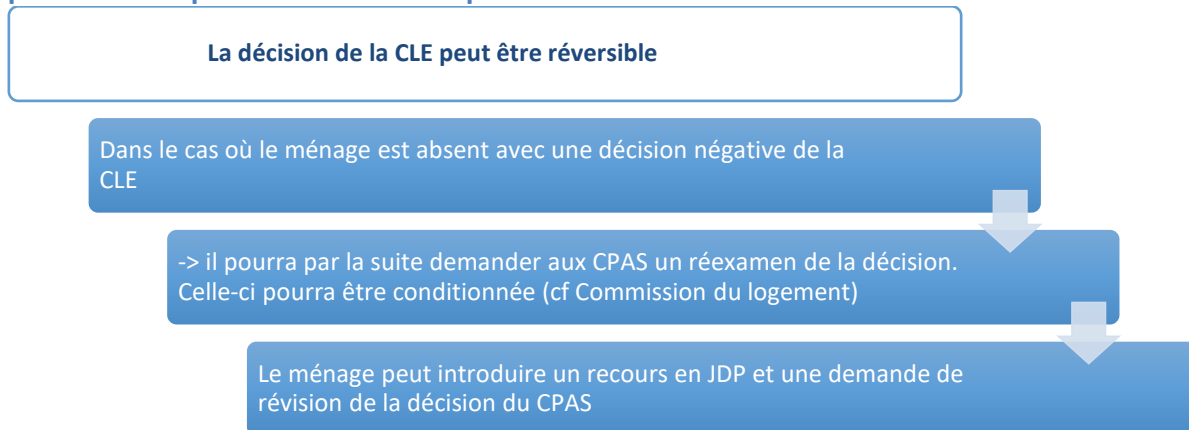 La décision de la CLE peut être réversible
Dans le cas où le ménage est absent avec une décision négative de la
CLE
-> il pourra par la suite demander aux CPAS un réexamen de la décision.
Celle-ci pourra être conditionnée (cf Commission du logement)
Le ménage peut introduire un recours en JDP et une demande de
révision de la décision du CPAS